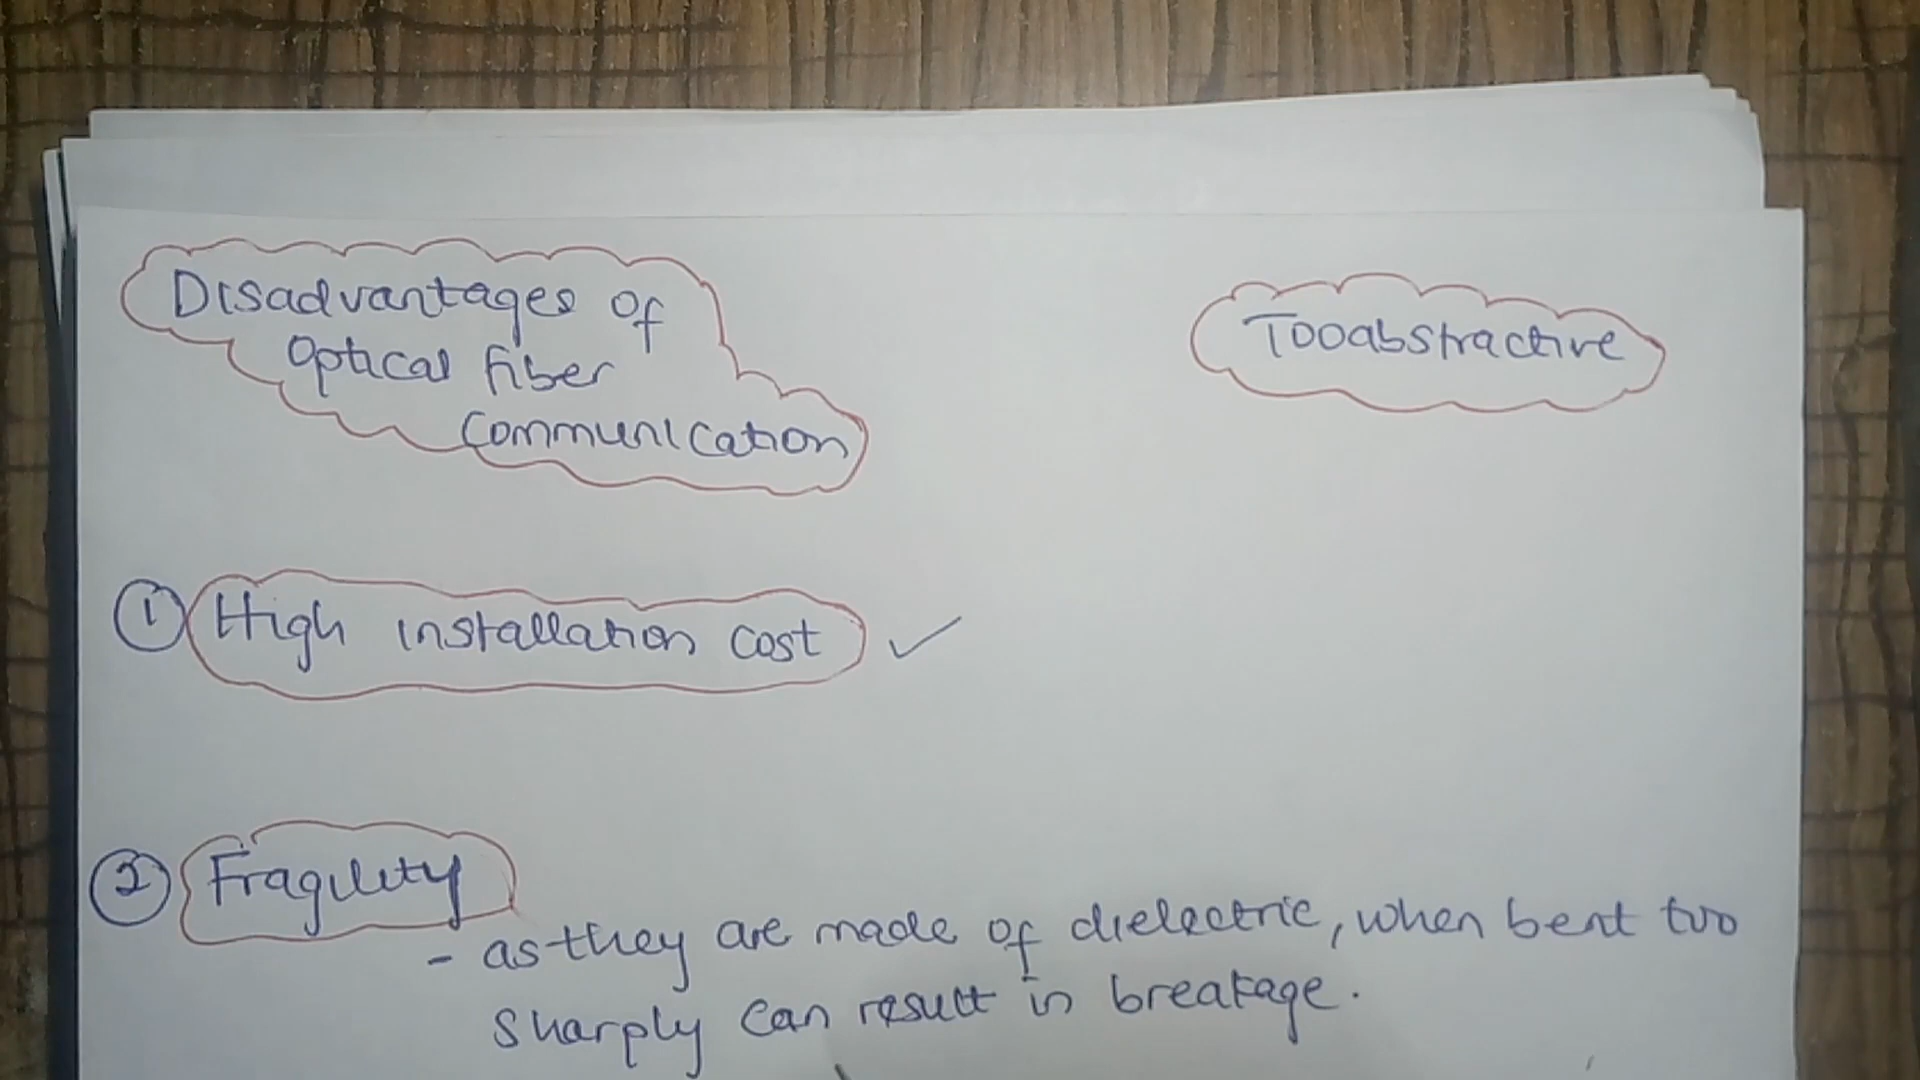 Disadvantages of
Optical fiber
Communication
Tooabstractive
① High installation cost ✓
② Fragility
- as they are made of dielectric, when bent too
sharply can result in breakage.